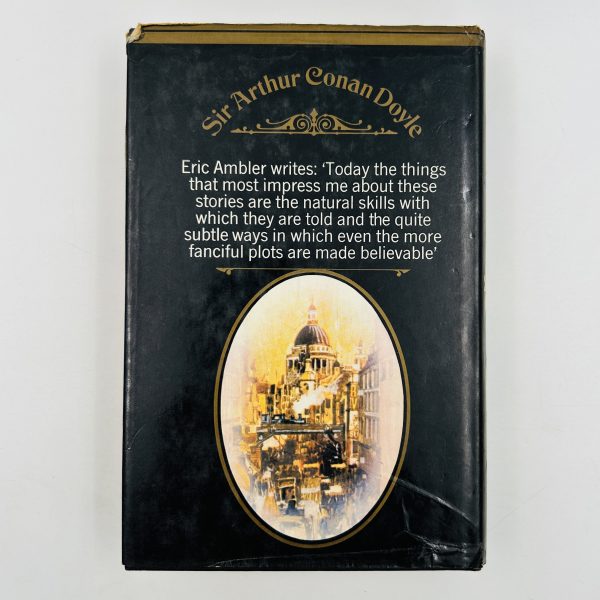 Sir Arthur Conan Doyle
Eric Ambler writes: ‘Today the things
that most impress me about these
stories are the natural skills with
which they are told and the quite
subtle ways in which even the more
fanciful plots are made believable’